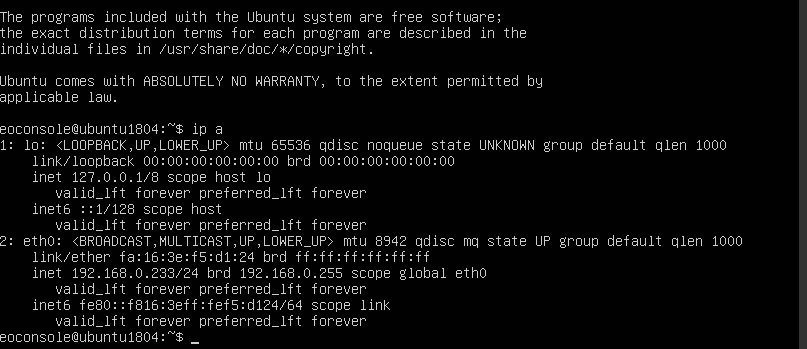 The programs included with the Ubuntu system are free software;
the exact distribution terms for each program are described in the
individual files in /usr/share/doc/*/copyright.
Ubuntu comes with ABSOLUTELY NO WARRANTY, to the extent permitted by
applicable law.
eoconsole@ubuntu1804:~$ ip a
1: lo: <LOOPBACK,UP,LOWER_UP> mtu 65536 qdisc noqueue state UNKNOWN group default qlen 1000
    link/loopback 00:00:00:00:00:00 brd 00:00:00:00:00:00
    inet 127.0.0.1/8 scope host lo
       valid_lft forever preferred_lft forever
    inet6 ::1/128 scope host
       valid_lft forever preferred_lft forever
2: eth0: <BROADCAST,MULTICAST,UP,LOWER_UP> mtu 8942 qdisc mq state UP group default qlen 1000
    link/ether fa:16:3e:f5:d1:24 brd ff:ff:ff:ff:ff:ff
    inet 192.168.0.233/24 brd 192.168.0.255 scope global eth0
       valid_lft forever preferred_lft forever
    inet6 fe80::f816:3eff:fef5:d124/64 scope link
       valid_lft forever preferred_lft forever
eoconsole@ubuntu1804:~$ _